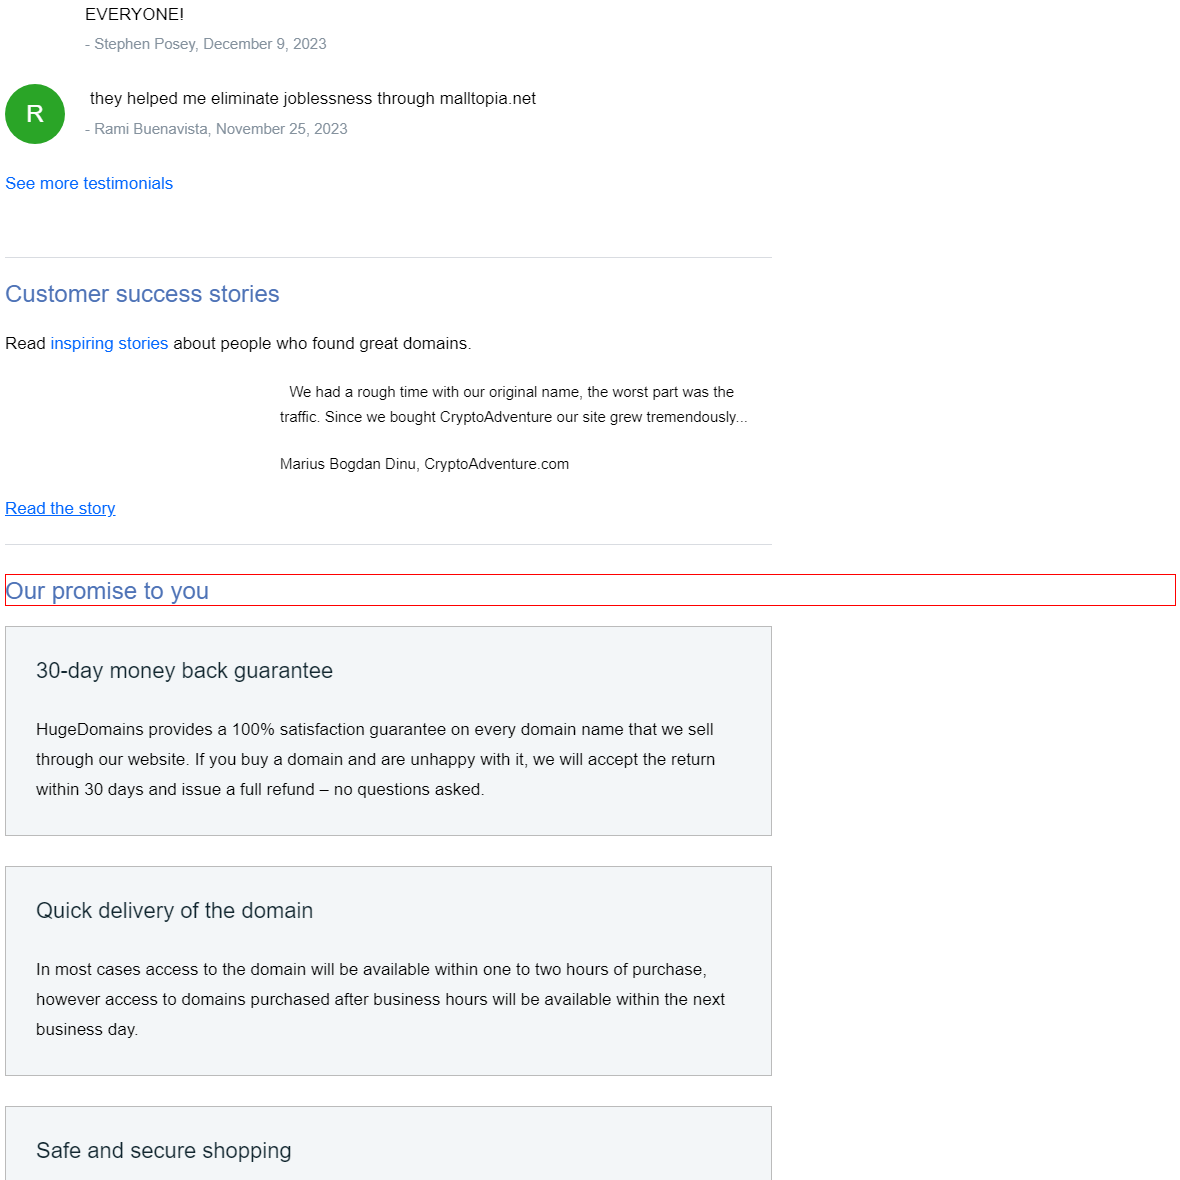 EVERYONE!
- Stephen Posey, December 9, 2023
R
they helped me eliminate joblessness through malltopia.net
- Rami Buenavista, November 25, 2023
See more testimonials
Customer success stories
Read inspiring stories about people who found great domains.
We had a rough time with our original name, the worst part was the
traffic. Since we bought CryptoAdventure our site grew tremendously...
Marius Bogdan Dinu, CryptoAdventure.com
Read the story
Our promise to you
30-day money back guarantee
HugeDomains provides a 100% satisfaction guarantee on every domain name that we sell
through our website. If you buy a domain and are unhappy with it, we will accept the return
within 30 days and issue a full refund – no questions asked.
Quick delivery of the domain
In most cases access to the domain will be available within one to two hours of purchase,
however access to domains purchased after business hours will be available within the next
business day.
Safe and secure shopping